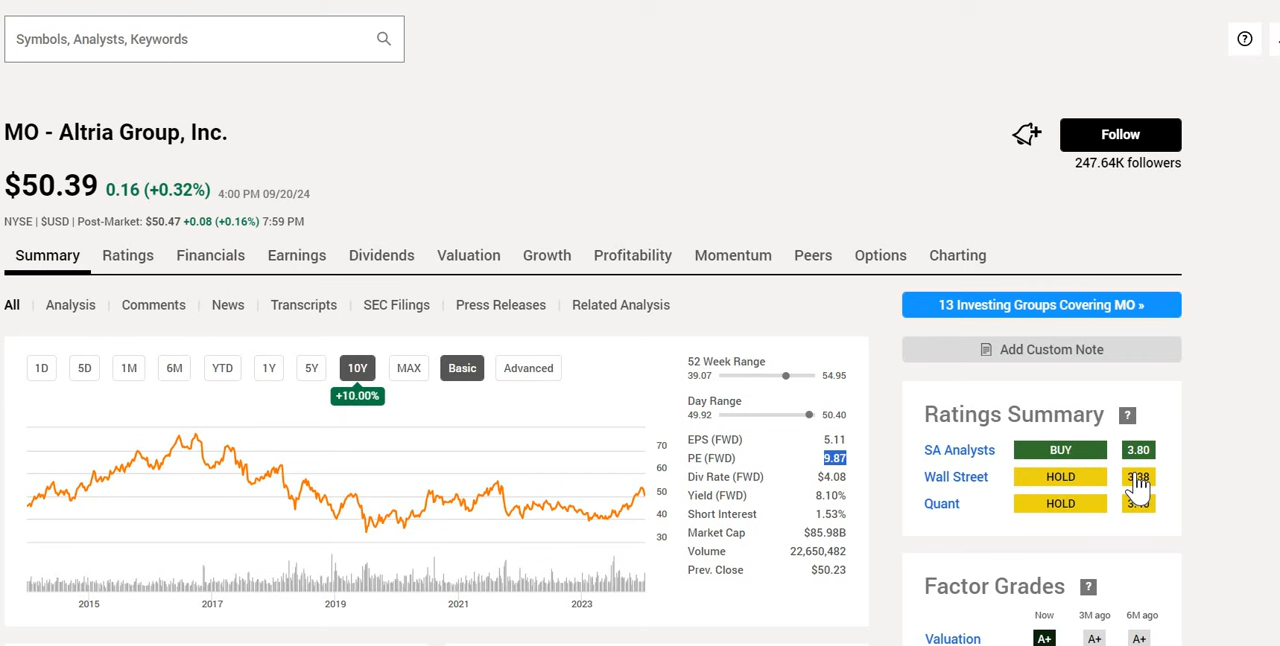 Symbols, Analysts, Keywords
MO - Altria Group, Inc.
Follow
247.64K followers
$50.39 0.16 (+0.32%) 4:00 PM 09/20/24
NYSE | $USD | Post-Market: $50.47 +0.08 (+0.16%) 7:59 PM
Summary Ratings Financials Earnings Dividends Valuation Growth Profitability Momentum Peers Options Charting
All | Analysis | Comments | News | Transcripts | SEC Filings | Press Releases | Related Analysis
13 Investing Groups Covering MO »
Add Custom Note
1D 5D 1M 6M YTD 1Y 5Y 10Y MAX Basic Advanced
+10.00%
70
60
50
40
30
2015 2017 2019 2021 2023
52 Week Range
39.07 54.95
Day Range
49.92 50.40
EPS (FWD) 5.11
PE (FWD) 9.87
Div Rate (FWD) $4.08
Yield (FWD) 8.10%
Short Interest 1.53%
Market Cap $85.98B
Volume 22,650,482
Prev. Close $50.23
Ratings Summary ?
SA Analysts BUY 3.80
Wall Street HOLD
Quant HOLD
Factor Grades ?
Now 3M ago 6M ago
Valuation A+ A+ A+